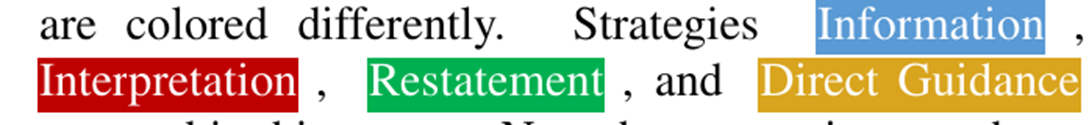 are colored differently. Strategies Information ,
Interpretation , Restatement , and Direct Guidance